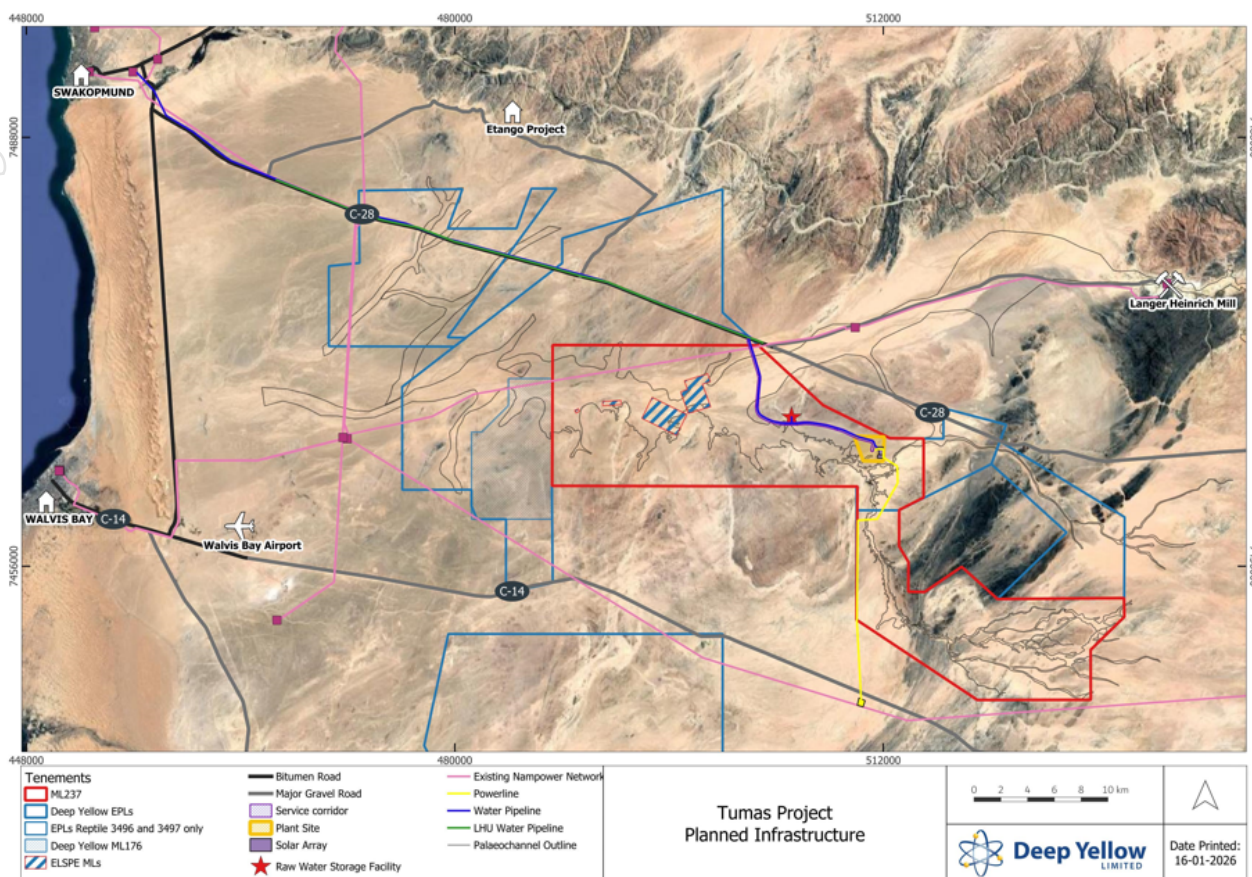 448000
480000
512000
SWAKOPMUND
Etango Project
7488000
C-28
Langer Heinrich Mill
C-28
WALVIS BAY
C-14
Walvis Bay Airport
7456000
C-14
448000
480000
512000
Tenements
ML237
Deep Yellow EPLs
EPLs Reptile 3496 and 3497 only
Deep Yellow ML176
ELSPE MLs
Bitumen Road
Major Gravel Road
Service corridor
Plant Site
Solar Array
Raw Water Storage Facility
Existing Nampower Network
Powerline
Water Pipeline
LHU Water Pipeline
Palaeochannel Outline
Tumas Project
Planned Infrastructure
0 2 4 6 8 10 km
Deep Yellow
LIMITED
Date Printed:
16-01-2026